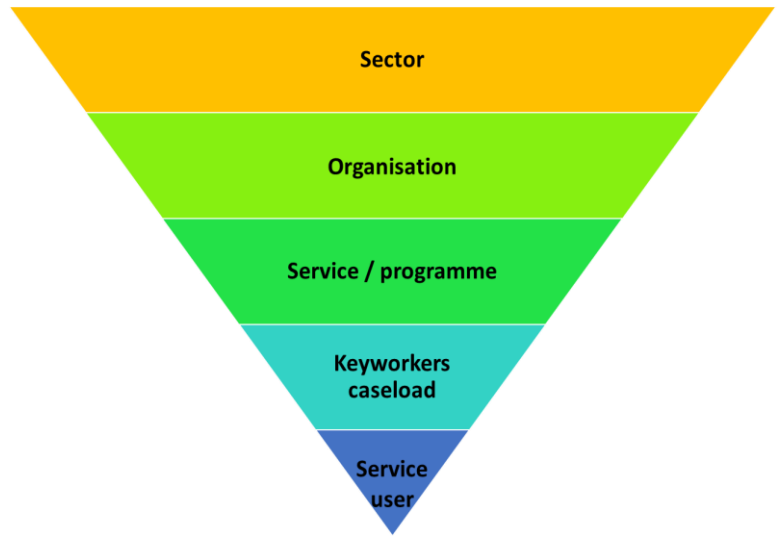 Sector
Organisation
Service / programme
Keyworkers
caseload
Service
user